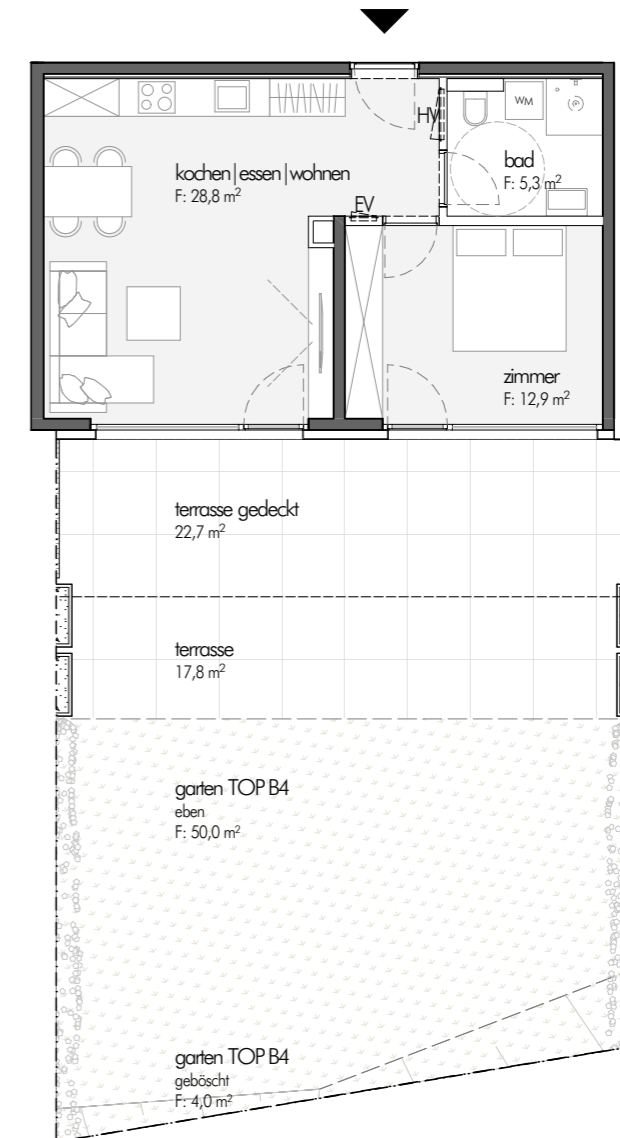 HV
WM
kochen|essen|wohnen
F: 28,8 m²
bad
F: 5,3 m²
EV
zimmer
F: 12,9 m²
terrasse gedeckt
22,7 m²
terrasse
17,8 m²
garten TOP B4
eben
F: 50,0 m²
garten TOP B4
geböscht
F: 4,0 m²